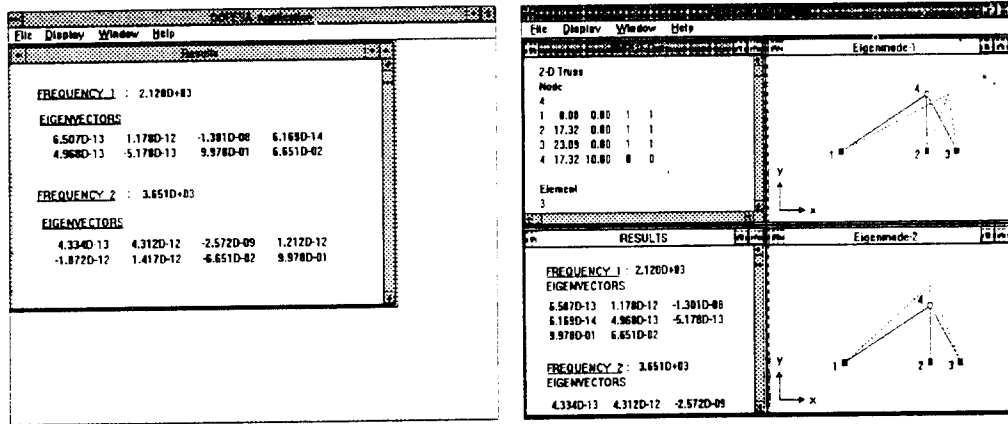 Application
File Display Window Help
Results
FREQUENCY 1 : 2.120D+03
EIGENVECTORS
6.507D-13 1.178D-12 -1.301D-08 6.169D-14
4.968D-13 -5.178D-13 9.978D-01 6.651D-02
FREQUENCY 2 : 3.651D+03
EIGENVECTORS
4.334D-13 4.312D-12 -2.572D-09 1.212D-12
-1.872D-12 1.417D-12 -6.651D-02 9.978D-01
File Display Window Help
2-D Truss
Node
4
1 0.00 0.00 1 1
2 17.32 0.00 1 1
3 23.09 0.00 1 1
4 17.32 10.00 0 0
Element
3
Eigenmode-1
4
1 2 3
y
x
RESULTS
FREQUENCY 1 : 2.120D+03
EIGENVECTORS
6.507D-13 1.178D-12 -1.301D-08
6.169D-14 4.968D-13 -5.178D-13
9.978D-01 6.651D-02
FREQUENCY 2 : 3.651D+03
EIGENVECTORS
4.334D-13 4.312D-12 -2.572D-09
Eigenmode-2
4
1 2 3
y
x